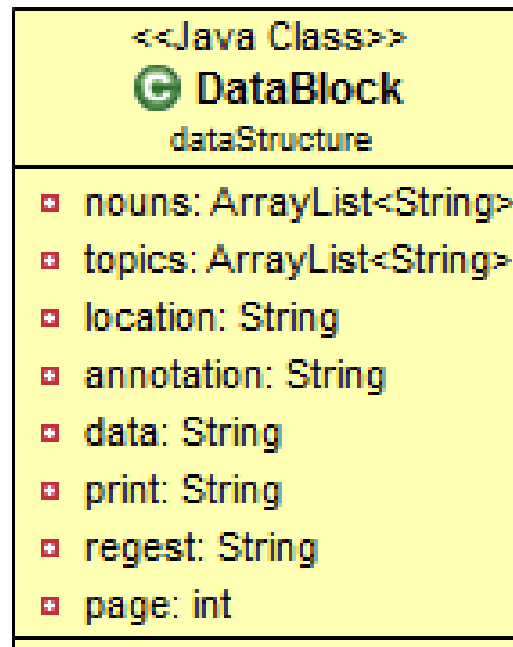 <<Java Class>>
C DataBlock
dataStructure
nouns: ArrayList<String>
topics: ArrayList<String>
location: String
annotation: String
data: String
print: String
regest: String
page: int